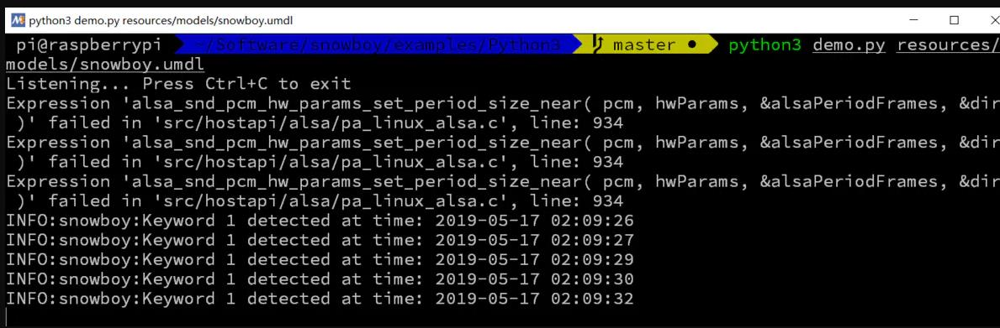 python3 demo.py resources/models/snowboy.umdl
pi@raspberrypi ~/Software/snowboy/examples/Python3 master ● python3 demo.py resources/
models/snowboy.umdl
Listening... Press Ctrl+C to exit
Expression 'alsa_snd_pcm_hw_params_set_period_size_near( pcm, hwParams, &alsaPeriodFrames, &dir
 )' failed in 'src/hostapi/alsa/pa_linux_alsa.c', line: 934
Expression 'alsa_snd_pcm_hw_params_set_period_size_near( pcm, hwParams, &alsaPeriodFrames, &dir
 )' failed in 'src/hostapi/alsa/pa_linux_alsa.c', line: 934
Expression 'alsa_snd_pcm_hw_params_set_period_size_near( pcm, hwParams, &alsaPeriodFrames, &dir
 )' failed in 'src/hostapi/alsa/pa_linux_alsa.c', line: 934
INFO:snowboy:Keyword 1 detected at time: 2019-05-17 02:09:26
INFO:snowboy:Keyword 1 detected at time: 2019-05-17 02:09:27
INFO:snowboy:Keyword 1 detected at time: 2019-05-17 02:09:29
INFO:snowboy:Keyword 1 detected at time: 2019-05-17 02:09:30
INFO:snowboy:Keyword 1 detected at time: 2019-05-17 02:09:32